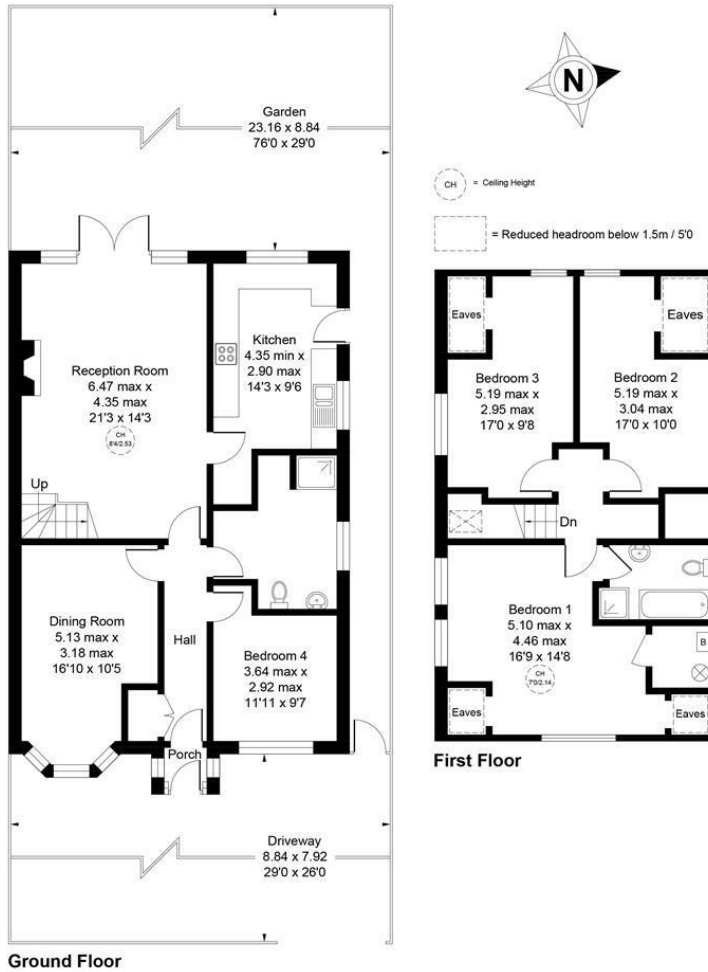 Garden
23.16 x 8.84
76'0 x 29'0
N
CH = Ceiling Height
= Reduced headroom below 1.5m / 5'0
Reception Room
6.47 max x
4.35 max
21'3 x 14'3
CH
8'4/2.53
Kitchen
4.35 min x
2.90 max
14'3 x 9'6
Up
Dining Room
5.13 max x
3.18 max
16'10 x 10'5
Hall
Bedroom 4
3.64 max x
2.92 max
11'11 x 9'7
Porch
Driveway
8.84 x 7.92
29'0 x 26'0
Ground Floor
Eaves
Eaves
Bedroom 3
5.19 max x
2.95 max
17'0 x 9'8
Bedroom 2
5.19 max x
3.04 max
17'0 x 10'0
Dn
Bedroom 1
5.10 max x
4.46 max
16'9 x 14'8
CH
7'0/2.14
B
Eaves
Eaves
First Floor